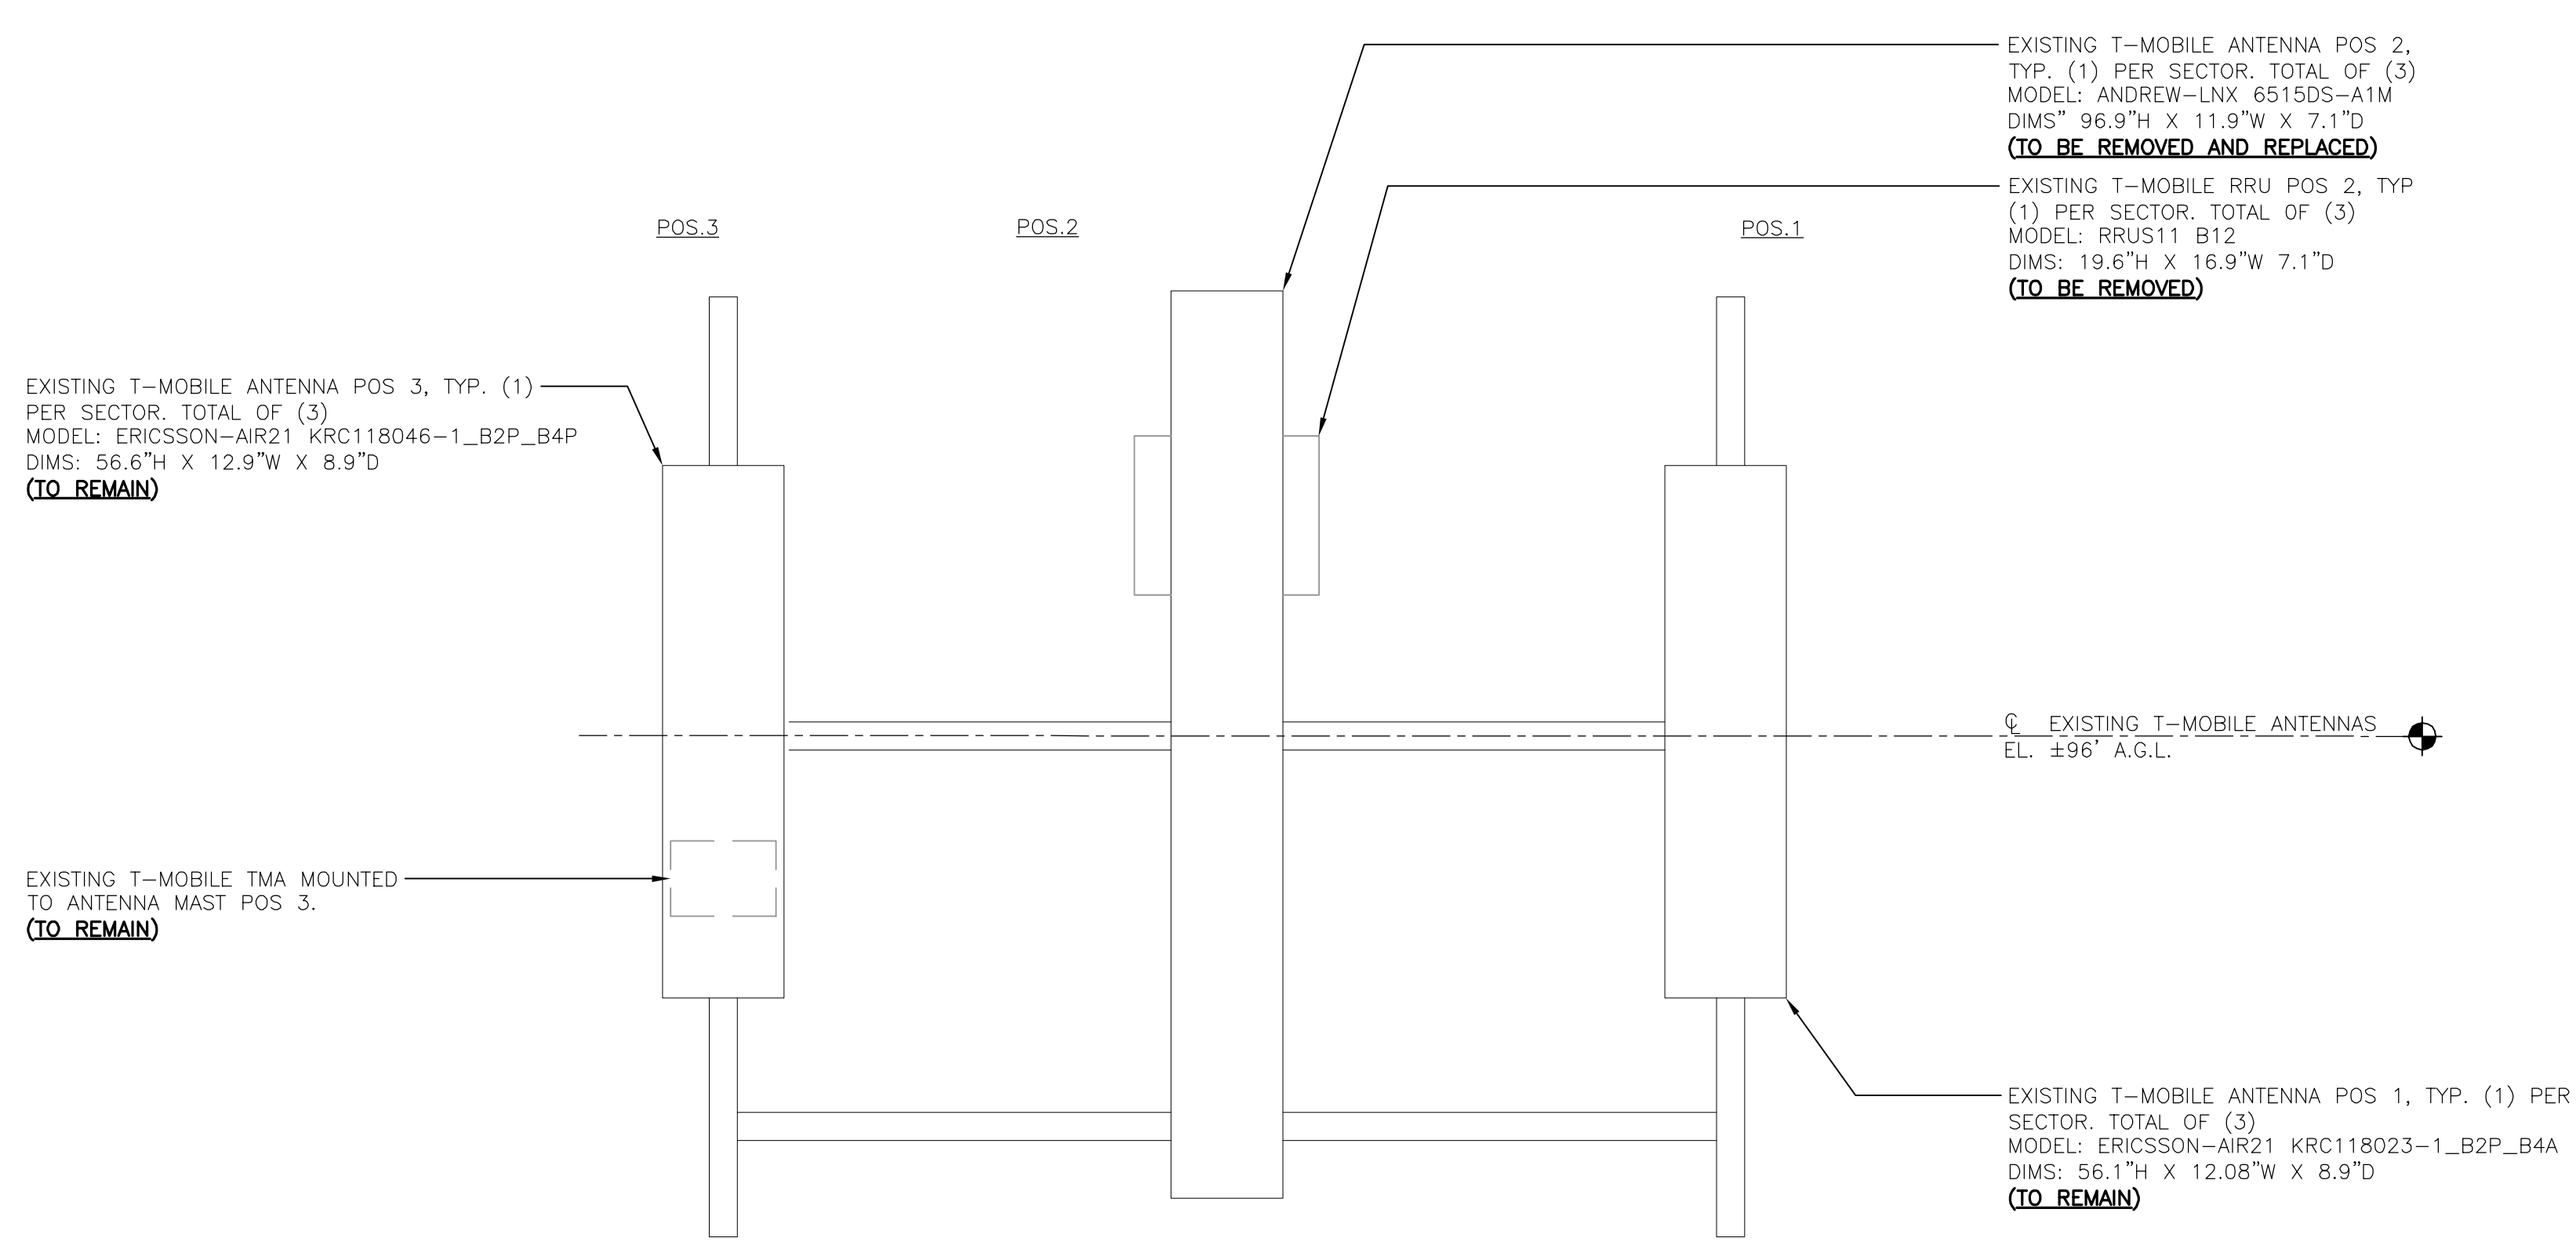 EXISTING T-MOBILE ANTENNA POS 2,
TYP. (1) PER SECTOR. TOTAL OF (3)
MODEL: ANDREW-LNX 6515DS-A1M
DIMS" 96.9"H X 11.9"W X 7.1"D
(TO BE REMOVED AND REPLACED)
EXISTING T-MOBILE RRU POS 2, TYP
(1) PER SECTOR. TOTAL OF (3)
MODEL: RRUS11 B12
DIMS: 19.6"H X 16.9"W 7.1"D
(TO BE REMOVED)
POS.3
POS.2
POS.1
EXISTING T-MOBILE ANTENNA POS 3, TYP. (1)
PER SECTOR. TOTAL OF (3)
MODEL: ERICSSON-AIR21 KRC118046-1_B2P_B4P
DIMS: 56.6"H X 12.9"W X 8.9"D
(TO REMAIN)
℄ EXISTING T-MOBILE ANTENNAS
EL. ±96' A.G.L.
EXISTING T-MOBILE TMA MOUNTED
TO ANTENNA MAST POS 3.
(TO REMAIN)
EXISTING T-MOBILE ANTENNA POS 1, TYP. (1) PER
SECTOR. TOTAL OF (3)
MODEL: ERICSSON-AIR21 KRC118023-1_B2P_B4A
DIMS: 56.1"H X 12.08"W X 8.9"D
(TO REMAIN)